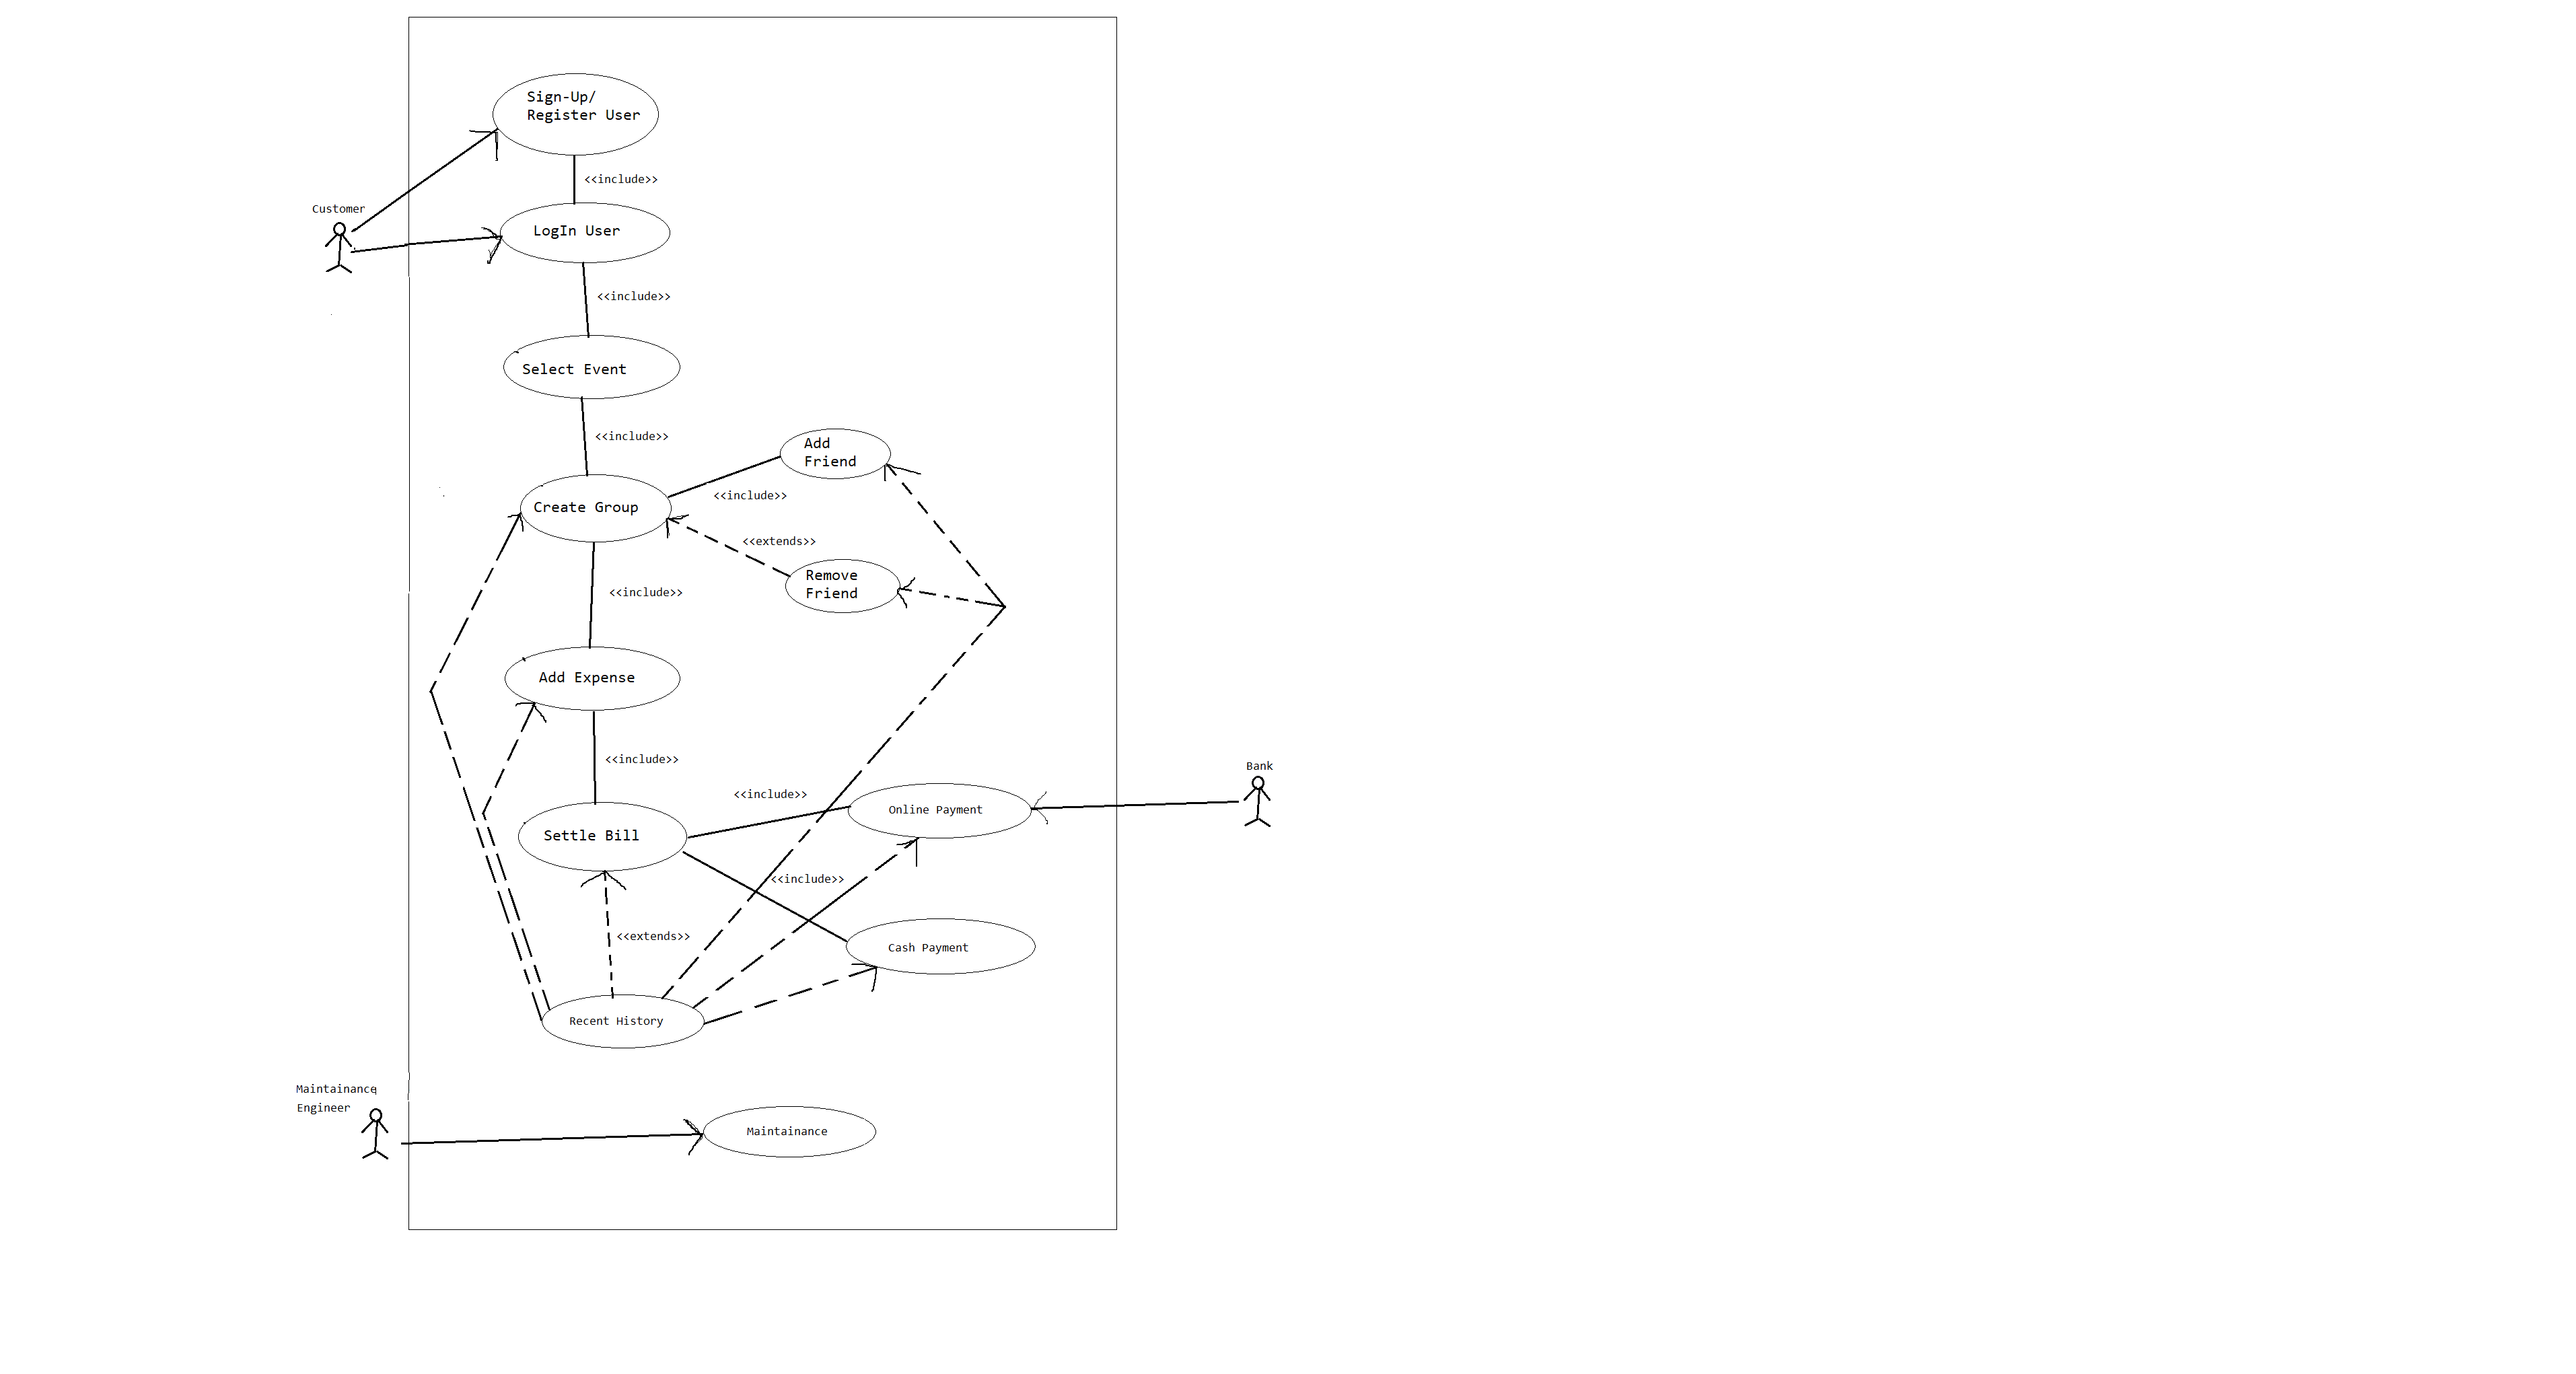 Sign-Up/
Register User
<<include>>
Customer
LogIn User
<<include>>
Select Event
<<include>>
Add
Friend
<<include>>
Create Group
<<extends>>
Remove
Friend
<<include>>
Add Expense
<<include>>
Bank
<<include>>
Online Payment
Settle Bill
<<include>>
<<extends>>
Cash Payment
Recent History
Maintainance
Engineer
Maintainance